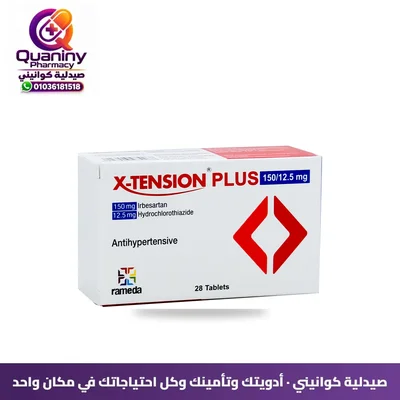 Quaniny
Pharmacy
صيدلية كوانيني
01036181518
X-TENSION® PLUS 150/12.5 mg
150 mg Irbesartan
12.5 mg Hydrochlorothiazide
Antihypertensive
28 Tablets
rameda
صيدلية كوانيني - أدويتك وتأمينك وكل احتياجاتك في مكان واحد